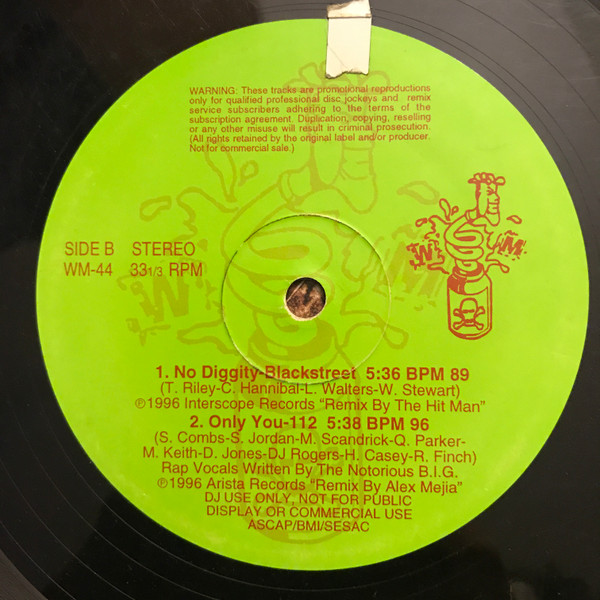 WARNING: These tracks are promotional reproductions
only for qualified professional disc jockeys and remix
service subscribers adhering to the terms of the
subscription agreement. Duplication, copying, reselling
or any other misuse will result in criminal prosecution.
(All rights retained by the original label and/or producer.
Not for commercial sale.)
SIDE B STEREO
WM-44 33 1/3 RPM
W M
1. No Diggity-Blackstreet 5:36 BPM 89
(T. Riley-C. Hannibal-L. Walters-W. Stewart)
℗1996 Interscope Records “Remix By The Hit Man”
2. Only You-112 5:38 BPM 96
(S. Combs-S. Jordan-M. Scandrick-Q. Parker-
M. Keith-D. Jones-DJ Rogers-H. Casey-R. Finch)
Rap Vocals Written By The Notorious B.I.G.
℗1996 Arista Records “Remix By Alex Mejia”
DJ USE ONLY, NOT FOR PUBLIC
DISPLAY OR COMMERCIAL USE
ASCAP/BMI/SESAC